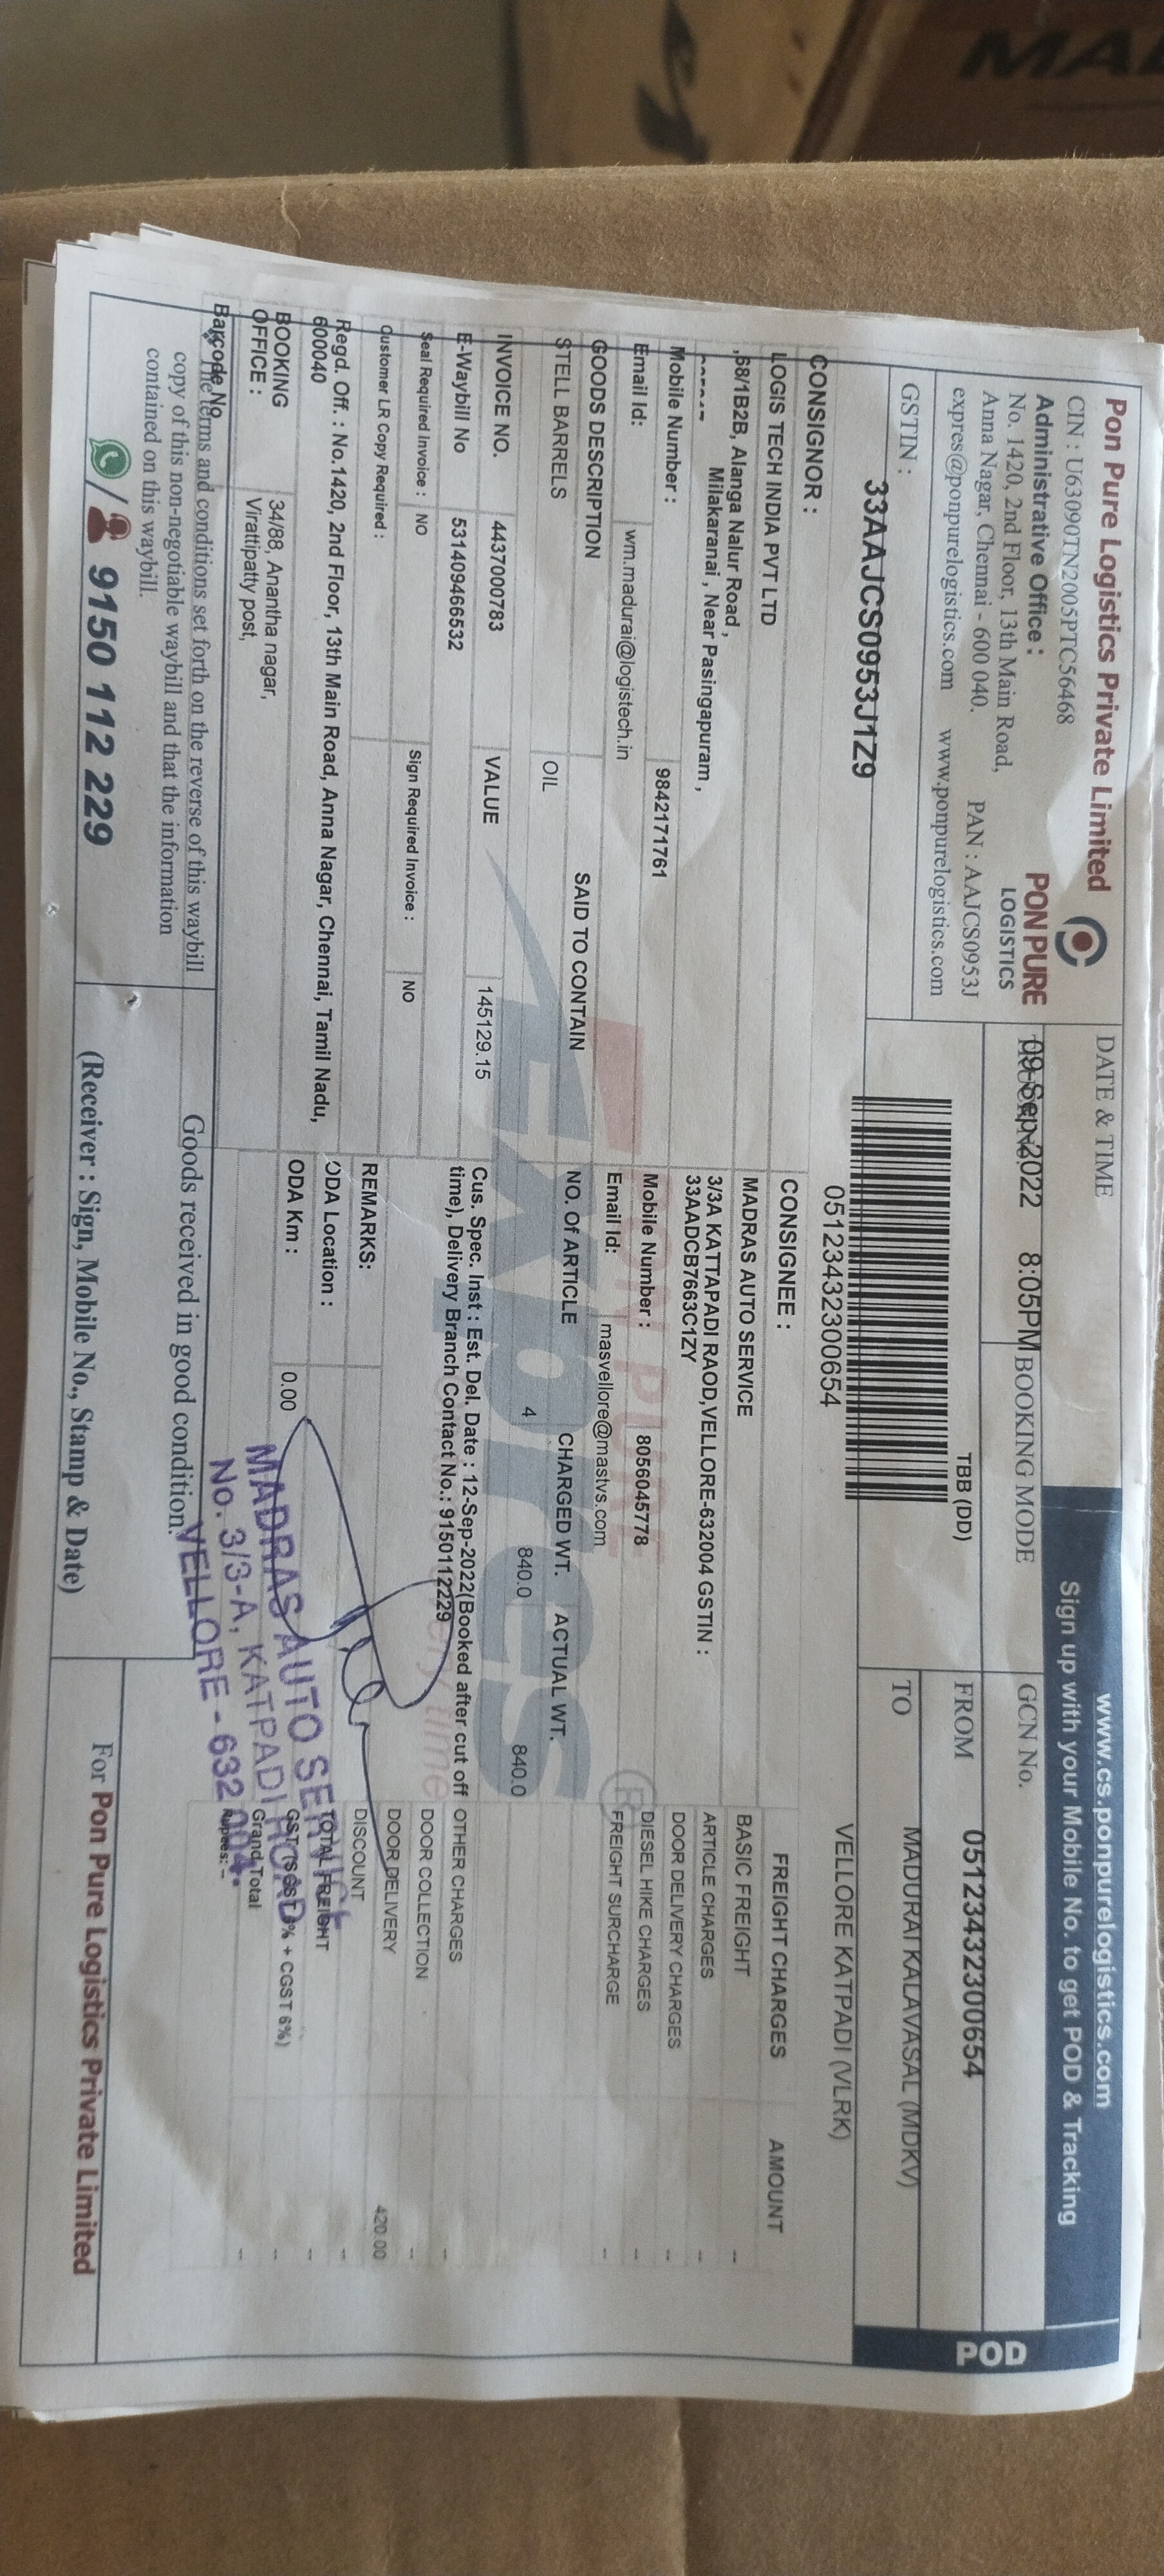 MA
Pon Pure Logistics Private Limited
CIN : U63090TN2005PTC56468
Administrative Office :
No. 1420, 2nd Floor, 13th Main Road,
Anna Nagar, Chennai - 600 040. PAN : AAJCS0953J
expres@ponpurelogistics.com www.ponpurelogistics.com
PON PURE
LOGISTICS
GSTIN :
33AAJCS0953J1Z9
DATE & TIME
09-Sep-2022 8:05PM
BOOKING MODE
TBB (DD)
05123432300654
www.cs.ponpurelogistics.com
Sign up with your Mobile No. to get POD & Tracking
GCN No.
05123432300654
FROM
MADURAI KALAVASAL (MDKV)
TO
VELLORE KATPADI (VLRK)
POD
CONSIGNOR :
LOGIS TECH INDIA PVT LTD
,68/1B2B, Alanga Nalur Road ,
Milakaranai , Near Pasingapuram ,
Mobile Number : 9842171761
Email Id: wm.madurai@logistech.in
CONSIGNEE :
MADRAS AUTO SERVICE
3/3A KATTAPADI RAOD,VELLORE-632004 GSTIN :
33AADCB7663C1ZY
Mobile Number : 8056045778
Email Id: masvellore@mastvs.com
GOODS DESCRIPTION SAID TO CONTAIN NO. Of ARTICLE CHARGED WT. ACTUAL WT.
STELL BARRELS OIL 4 840.0 840.0
INVOICE NO. 4437000783 VALUE 145129.15
E-Waybill No 531409466532
Seal Required Invoice : NO Sign Required Invoice : NO
Customer LR Copy Required :
Cus. Spec. Inst : Est. Del. Date : 12-Sep-2022(Booked after cut off
time), Delivery Branch Contact No.: 9150112229
REMARKS:
ODA Location :
ODA Km : 0.00
Regd. Off. : No.1420, 2nd Floor, 13th Main Road, Anna Nagar, Chennai, Tamil Nadu,
600040
BOOKING
OFFICE :
34/88, Anantha nagar,
Virattipatty post,
Barcode No
FREIGHT CHARGES AMOUNT
BASIC FREIGHT --
ARTICLE CHARGES --
DOOR DELIVERY CHARGES --
DIESEL HIKE CHARGES --
FREIGHT SURCHARGE --
OTHER CHARGES --
DOOR COLLECTION --
DOOR DELIVERY 420.00
DISCOUNT --
TOTAL FREIGHT --
GST (SGST 6% + CGST 6%) --
Grand Total --
Rupees: --
PON PURE
Expres
R
The terms and conditions set forth on the reverse of this waybill
copy of this non-negotiable waybill and that the information
contained on this waybill.
/ 9150 112 229
Goods received in good condition.
(Receiver : Sign, Mobile No., Stamp & Date)
MADRAS AUTO SERVICE
No. 3/3-A, KATPADI ROAD
VELLORE - 632 004.
For Pon Pure Logistics Private Limited